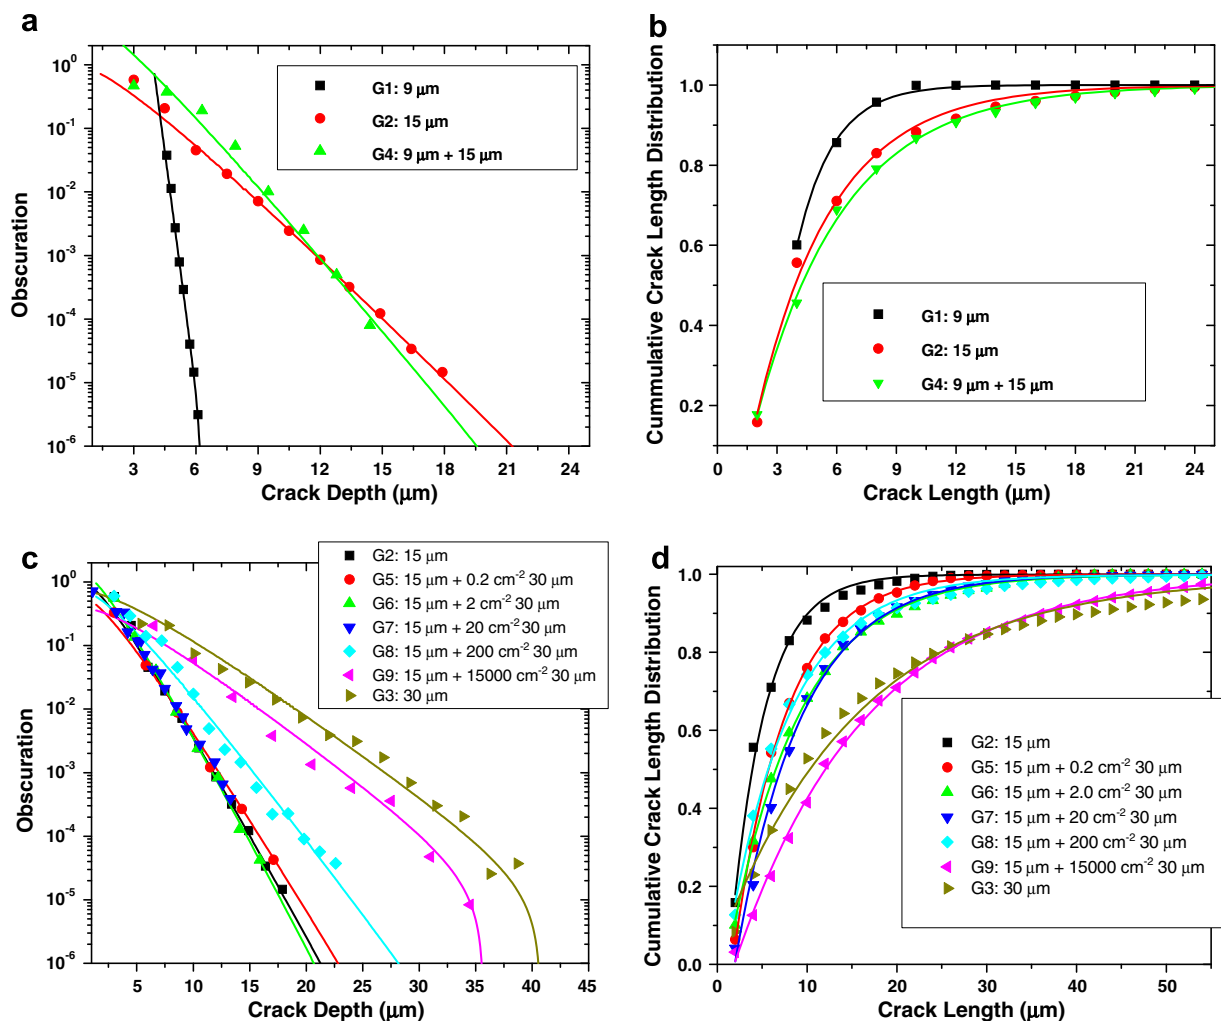 a
Obscuration
10⁰
10⁻¹
10⁻²
10⁻³
10⁻⁴
10⁻⁵
10⁻⁶
G1: 9 μm
G2: 15 μm
G4: 9 μm + 15 μm
3 6 9 12 15 18 21 24
Crack Depth (μm)
b
Cummulative Crack Length Distribution
1.0
0.8
0.6
0.4
0.2
G1: 9 μm
G2: 15 μm
G4: 9 μm + 15 μm
0 4 8 12 16 20 24
Crack Length (μm)
c
Obscuration
10⁰
10⁻¹
10⁻²
10⁻³
10⁻⁴
10⁻⁵
10⁻⁶
G2: 15 μm
G5: 15 μm + 0.2 cm⁻² 30 μm
G6: 15 μm + 2 cm⁻² 30 μm
G7: 15 μm + 20 cm⁻² 30 μm
G8: 15 μm + 200 cm⁻² 30 μm
G9: 15 μm + 15000 cm⁻² 30 μm
G3: 30 μm
5 10 15 20 25 30 35 40 45
Crack Depth (μm)
d
Cumulative Crack Length Distribution
1.0
0.8
0.6
0.4
0.2
0.0
G2: 15 μm
G5: 15 μm + 0.2 cm⁻² 30 μm
G6: 15 μm + 2.0 cm⁻² 30 μm
G7: 15 μm + 20 cm⁻² 30 μm
G8: 15 μm + 200 cm⁻² 30 μm
G9: 15 μm + 15000 cm⁻² 30 μm
G3: 30 μm
0 10 20 30 40 50
Crack Length (μm)